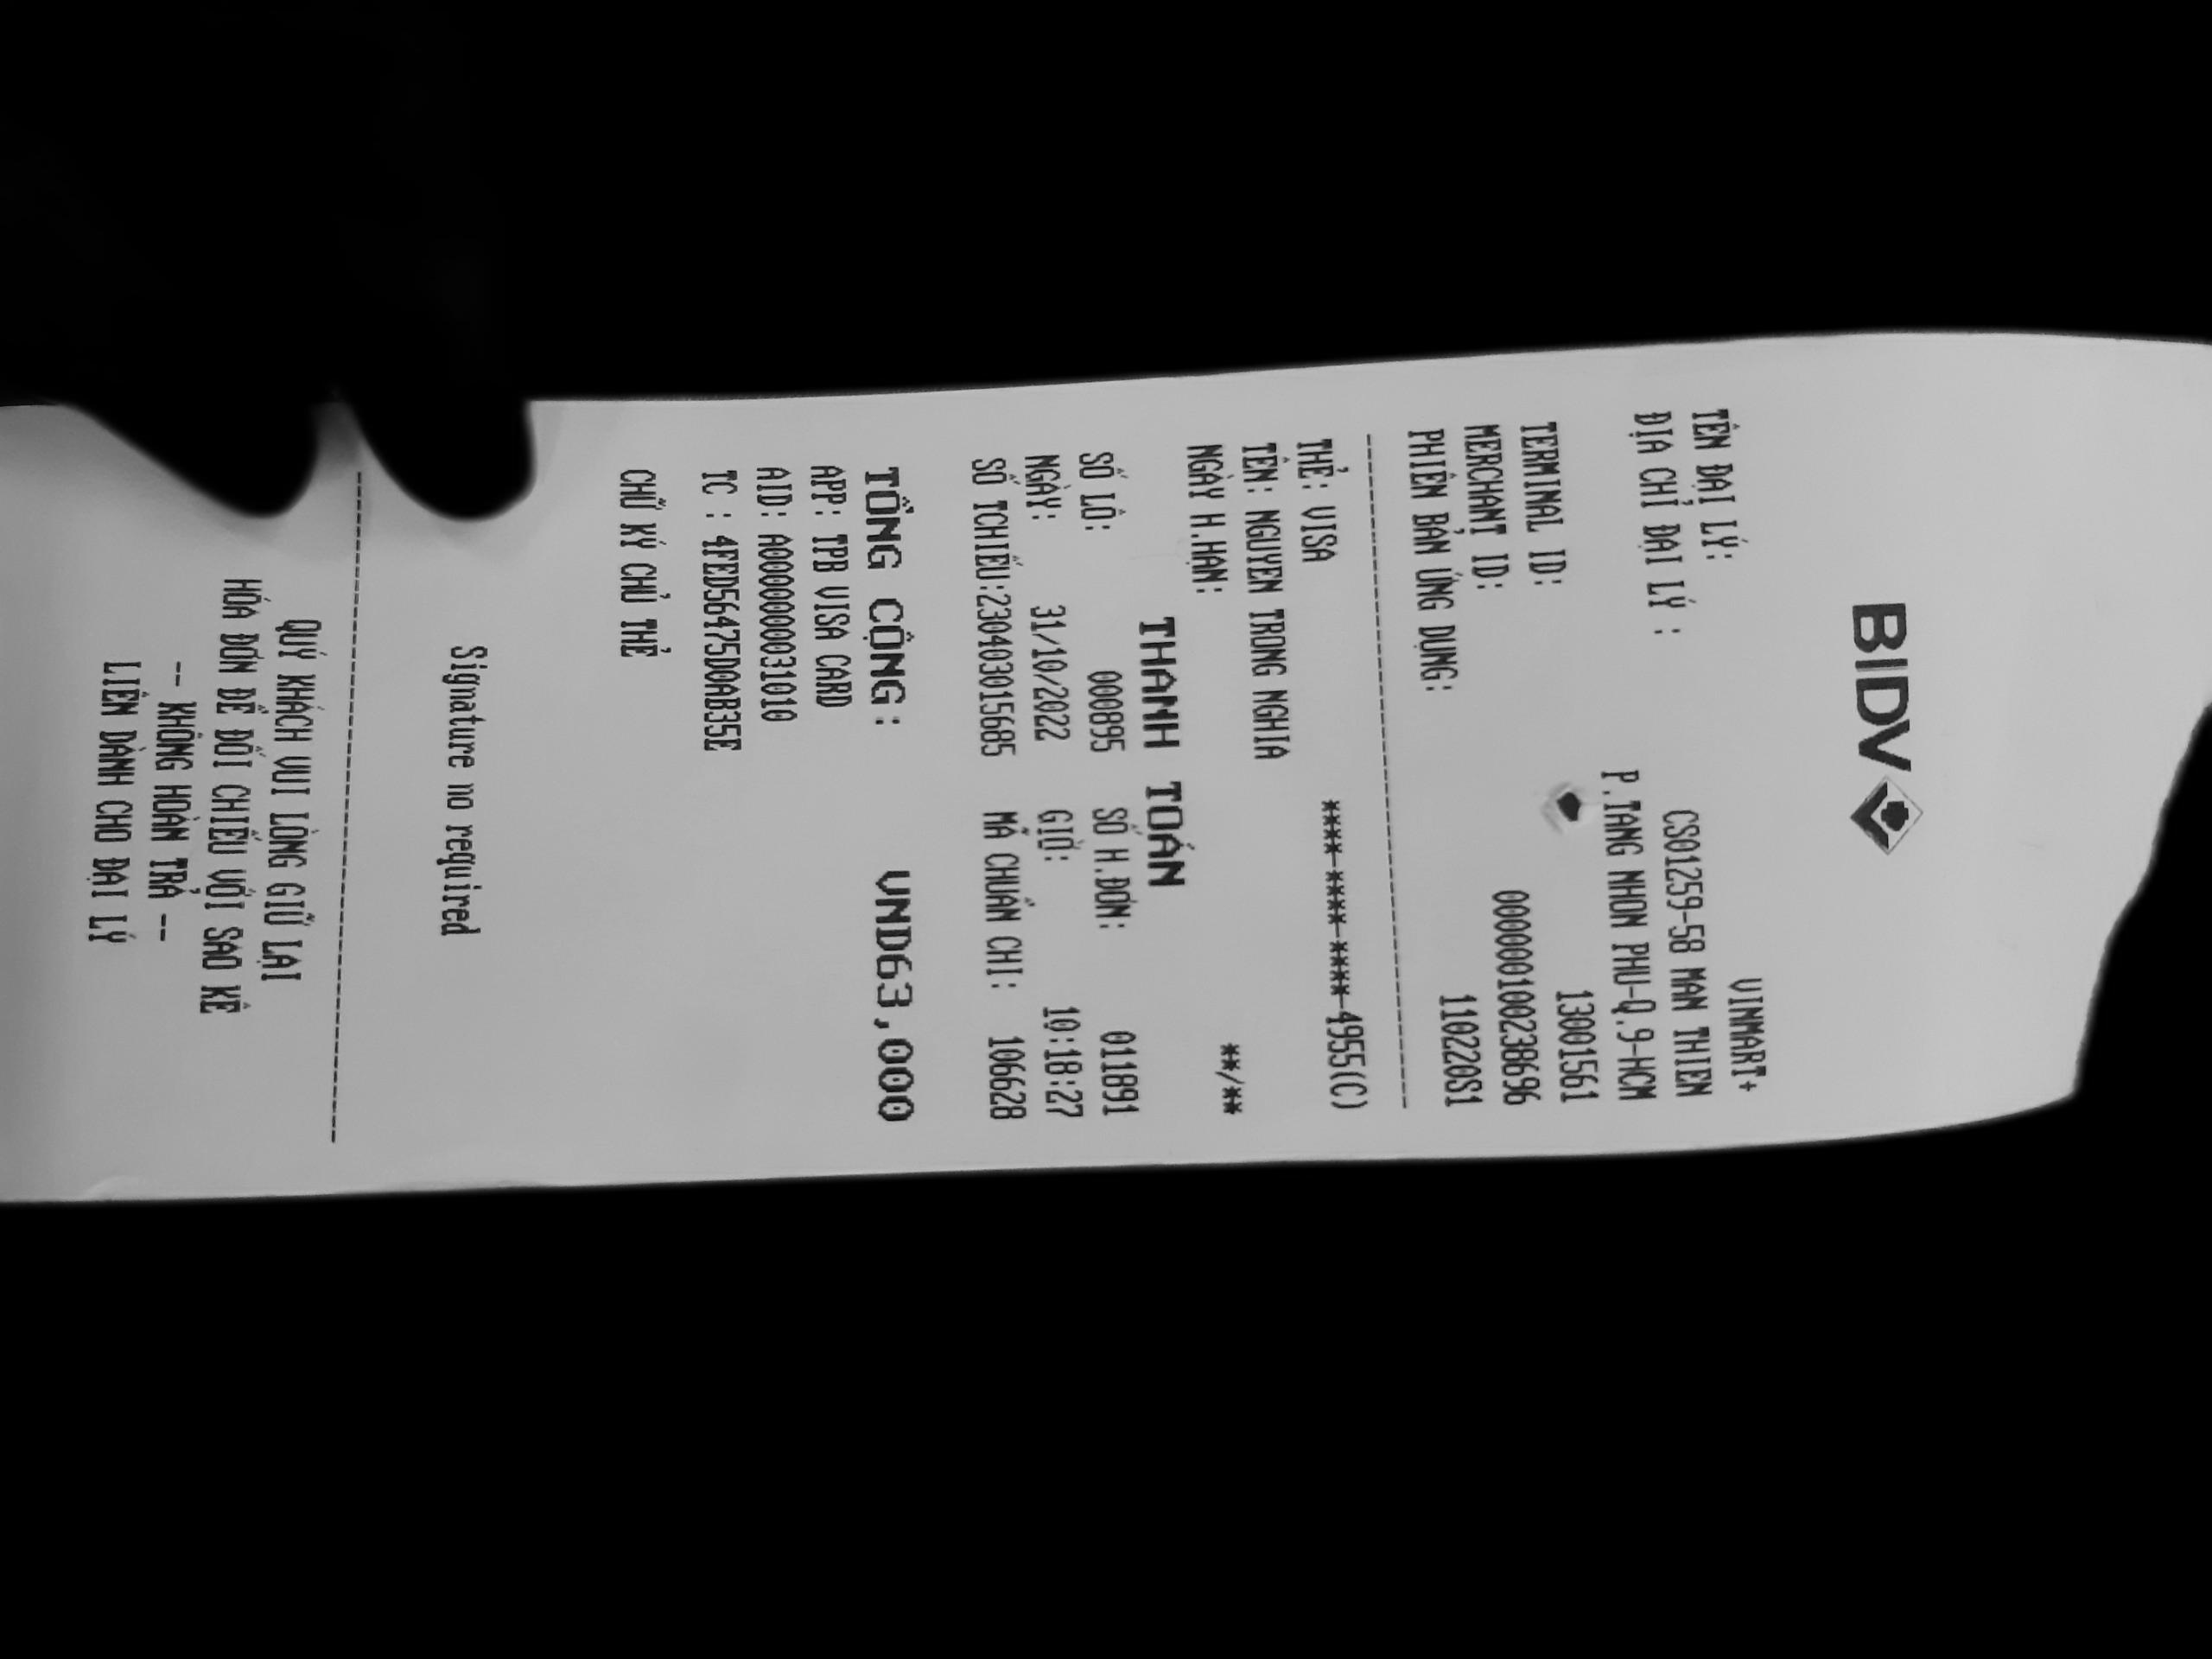 BIDV
TÊN ĐẠI LÝ: VINMART+
ĐỊA CHỈ ĐẠI LÝ : CS01259-58 MAN THIEN
P.TANG NHON PHU-Q.9-HCM
TERMINAL ID: 13001561
MERCHANT ID: 000000100238696
PHIÊN BẢN ỨNG DỤNG: 110220S1
THẺ: VISA ****-****-****-4955(C)
TÊN: NGUYEN TRONG NGHIA
NGÀY H.HẠN: **/**
THANH TOÁN
SỐ LÔ: 000895 SỐ H.ĐƠN: 011891
NGÀY: 31/10/2022 GIỜ: 10:18:27
SỐ TCHIẾU:230403015685 MÃ CHUẨN CHI: 106628
TỔNG CỘNG: VND63,000
APP: TPB VISA CARD
AID: A0000000031010
TC : 4FED56475D0AB35E
CHỮ KÝ CHỦ THẺ
Signature no required
QUÝ KHÁCH VUI LÒNG GIỮ LẠI
HÓA ĐƠN ĐỂ ĐỐI CHIẾU VỚI SAO KÊ
-- KHÔNG HOÀN TRẢ --
LIÊN DÀNH CHO ĐẠI LÝ